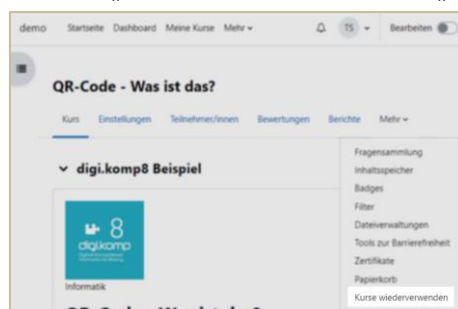 demo Startseite Dashboard Meine Kurse Mehr TS Bearbeiten
QR-Code - Was ist das?
Kurs Einstellungen Teilnehmer/innen Bewertungen Berichte Mehr
Fragensammlung
digi.komp8 Beispiel
Inhaltsspeicher
Badges
Filter
Dateiverwaltungen
Tools zur Barrierefreiheit
Zertifikate
Papierkorb
Kurse wiederverwenden
8
digi.komp
Informatik